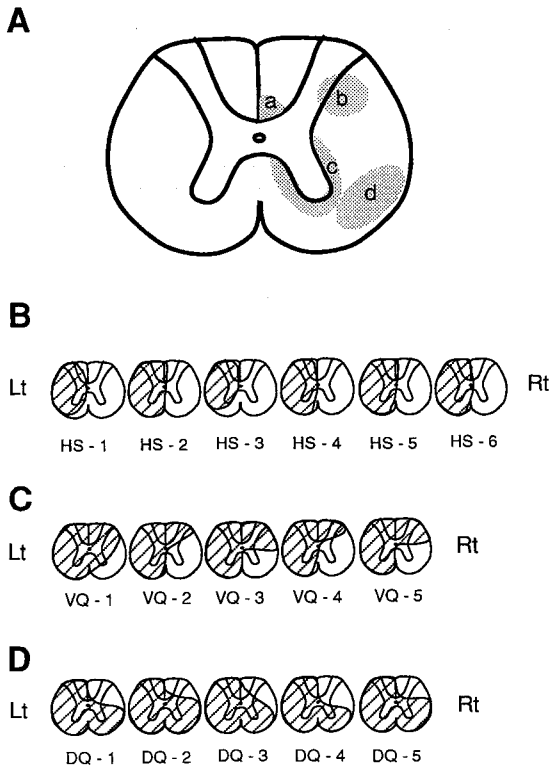 A
a
b
c
d
B
Lt
Rt
HS - 1 HS - 2 HS - 3 HS - 4 HS - 5 HS - 6
C
Lt
Rt
VQ - 1 VQ - 2 VQ - 3 VQ - 4 VQ - 5
D
Lt
Rt
DQ - 1 DQ - 2 DQ - 3 DQ - 4 DQ - 5